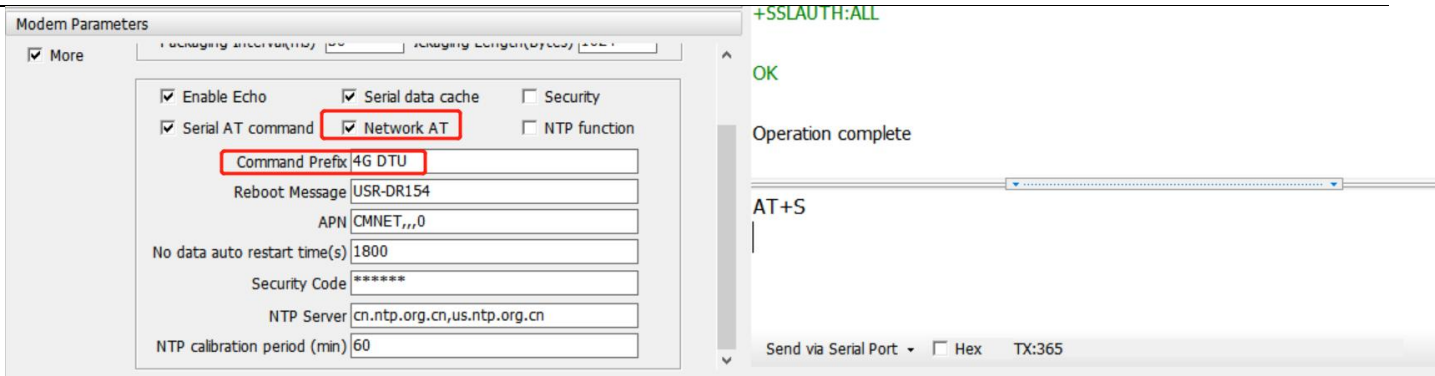 Modem Parameters
More
Packaging Interval(ms)
Enable Echo Serial data cache Security
Serial AT command Network AT NTP function
Command Prefix 4G DTU
Reboot Message USR-DR154
APN CMNET,,,0
No data auto restart time(s) 1800
Security Code ******
NTP Server cn.ntp.org.cn,us.ntp.org.cn
NTP calibration period (min) 60
+SSLAUTH:ALL
OK
Operation complete
AT+S
Send via Serial Port Hex TX:365